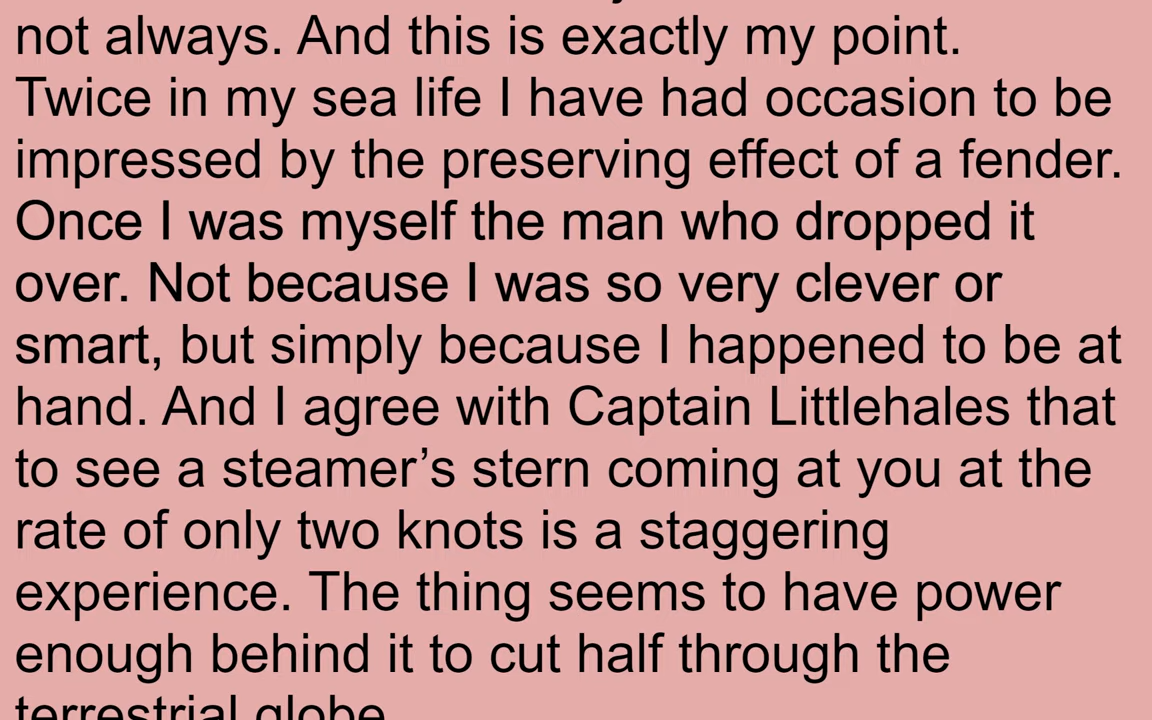 not always. And this is exactly my point.
Twice in my sea life I have had occasion to be
impressed by the preserving effect of a fender.
Once I was myself the man who dropped it
over. Not because I was so very clever or
smart, but simply because I happened to be at
hand. And I agree with Captain Littlehales that
to see a steamer’s stern coming at you at the
rate of only two knots is a staggering
experience. The thing seems to have power
enough behind it to cut half through the
terrestrial globe.